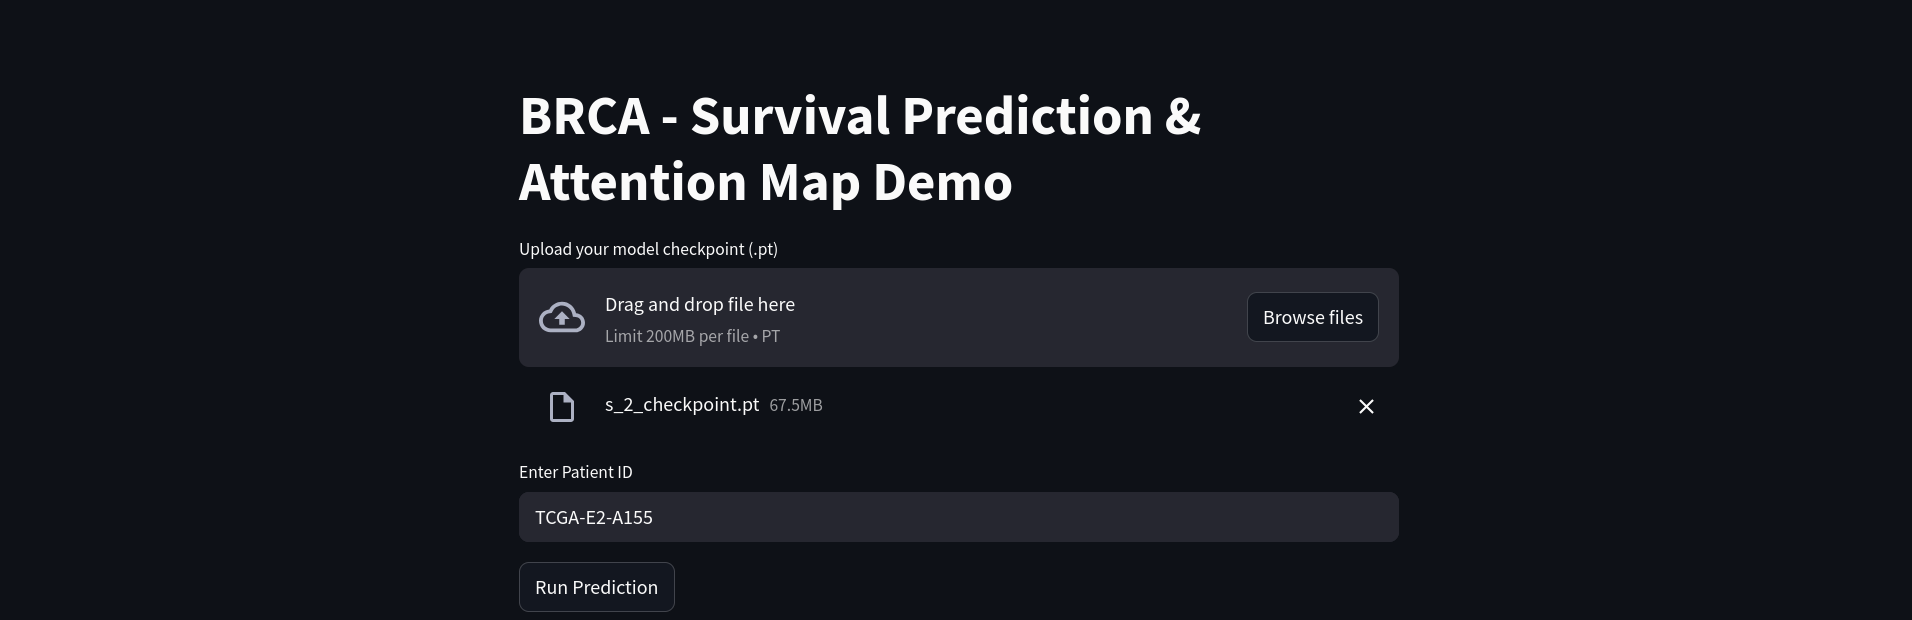 BRCA - Survival Prediction &
Attention Map Demo
Upload your model checkpoint (.pt)
Drag and drop file here
Limit 200MB per file • PT
Browse files
s_2_checkpoint.pt 67.5MB
Enter Patient ID
TCGA-E2-A155
Run Prediction